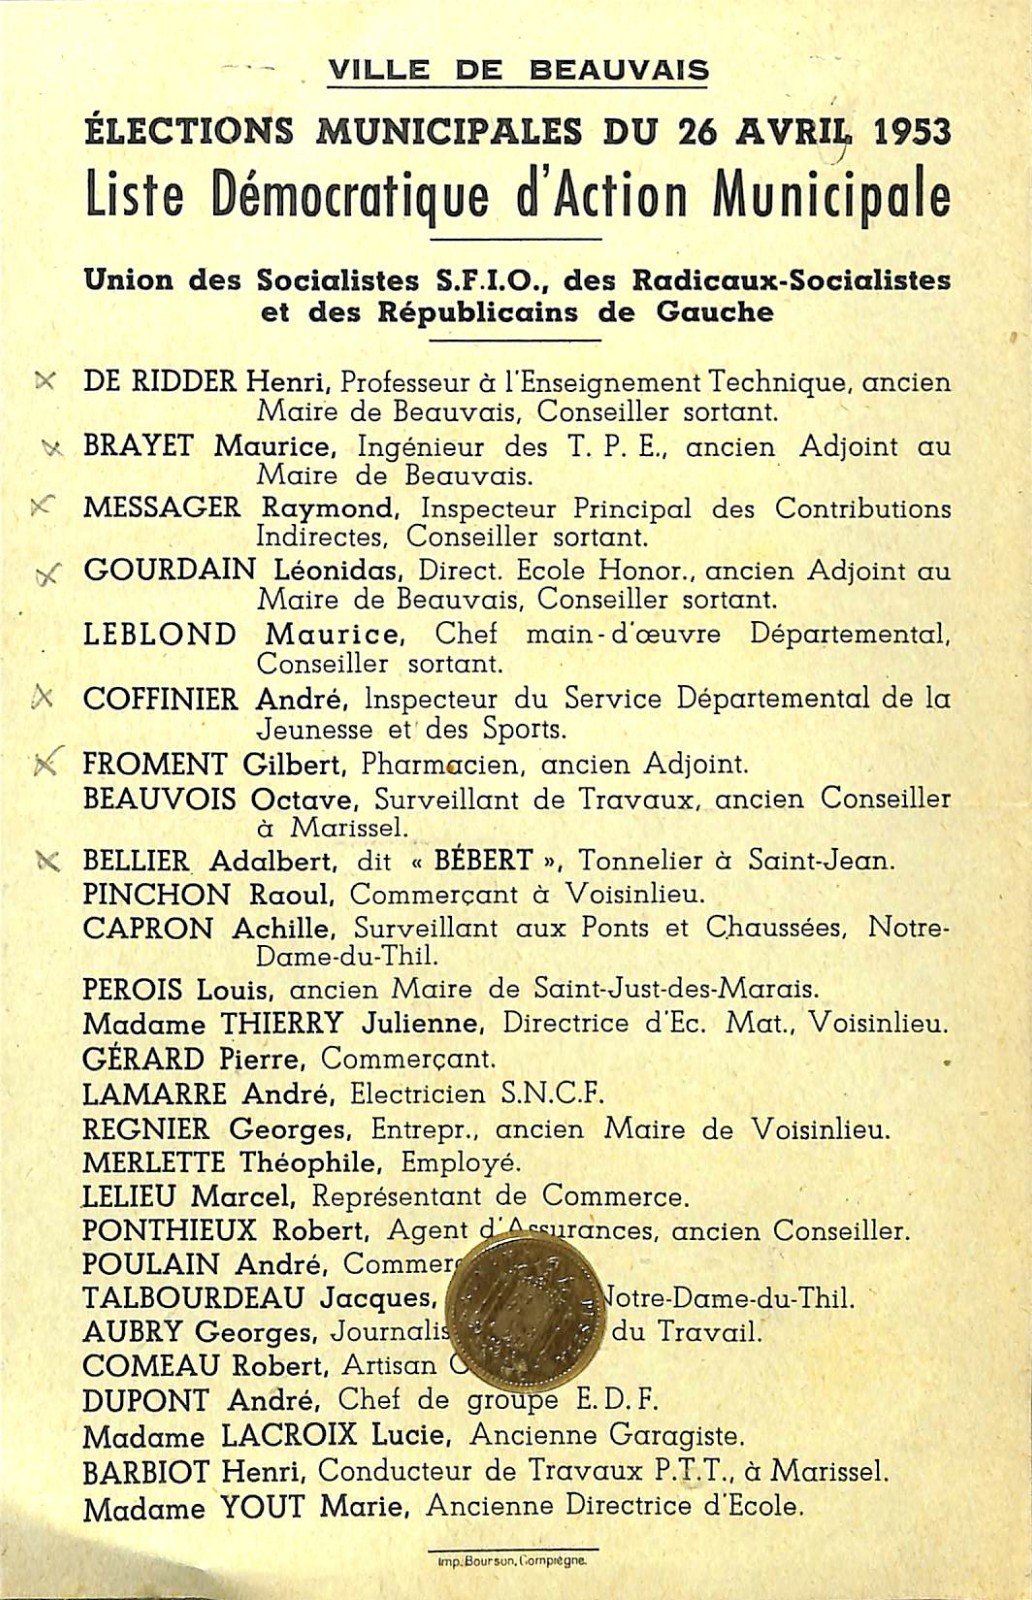 VILLE DE BEAUVAIS
ÉLECTIONS MUNICIPALES DU 26 AVRIL 1953
Liste Démocratique d'Action Municipale
Union des Socialistes S.F.I.O., des Radicaux-Socialistes
et des Républicains de Gauche
DE RIDDER Henri, Professeur à l'Enseignement Technique, ancien
Maire de Beauvais, Conseiller sortant.
BRAYET Maurice, Ingénieur des T. P. E., ancien Adjoint au
Maire de Beauvais.
MESSAGER Raymond, Inspecteur Principal des Contributions
Indirectes, Conseiller sortant.
GOURDAIN Léonidas, Direct. Ecole Honor., ancien Adjoint au
Maire de Beauvais, Conseiller sortant.
LEBLOND Maurice, Chef main-d'œuvre Départemental,
Conseiller sortant.
COFFINIER André, Inspecteur du Service Départemental de la
Jeunesse et des Sports.
FROMENT Gilbert, Pharmacien, ancien Adjoint.
BEAUVOIS Octave, Surveillant de Travaux, ancien Conseiller
à Marissel.
BELLIER Adalbert, dit « BÉBERT », Tonnelier à Saint-Jean.
PINCHON Raoul, Commerçant à Voisinlieu.
CAPRON Achille, Surveillant aux Ponts et Chaussées, Notre-
Dame-du-Thil.
PEROIS Louis, ancien Maire de Saint-Just-des-Marais.
Madame THIERRY Julienne, Directrice d'Ec. Mat., Voisinlieu.
GÉRARD Pierre, Commerçant.
LAMARRE André, Electricien S.N.C.F.
REGNIER Georges, Entrepr., ancien Maire de Voisinlieu.
MERLETTE Théophile, Employé.
LELIEU Marcel, Représentant de Commerce.
PONTHIEUX Robert, Agent d'Assurances, ancien Conseiller.
POULAIN André,
TALBOURDEAU Jacques, Notre-Dame-du-Thil.
AUBRY Georges, du Travail.
COMEAU Robert, Artisan
DUPONT André, Chef de groupe E. D. F.
Madame LACROIX Lucie, Ancienne Garagiste.
BARBIOT Henri, Conducteur de Travaux P.T.T., à Marissel.
Madame YOUT Marie, Ancienne Directrice d'Ecole.
Imp. Bourson, Compiègne.